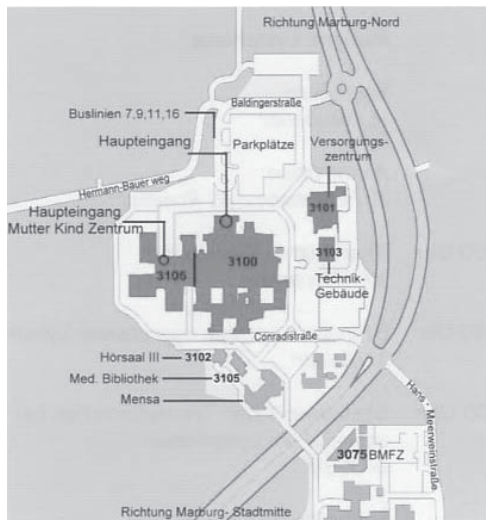 Richtung Marburg-Nord
Baldingerstraße
Buslinien 7,9,11,16
Haupteingang
Parkplätze
Versorgungs-
zentrum
Hermann-Bauer weg
3101
Haupteingang
Mutter Kind Zentrum
3106
3100
3103
Technik-
Gebäude
Conradistraße
Hörsaal III
3102
Med. Bibliothek
3105
Mensa
Hans - Meerweinstraße
3075 BMFZ
Richtung Marburg- Stadtmitte